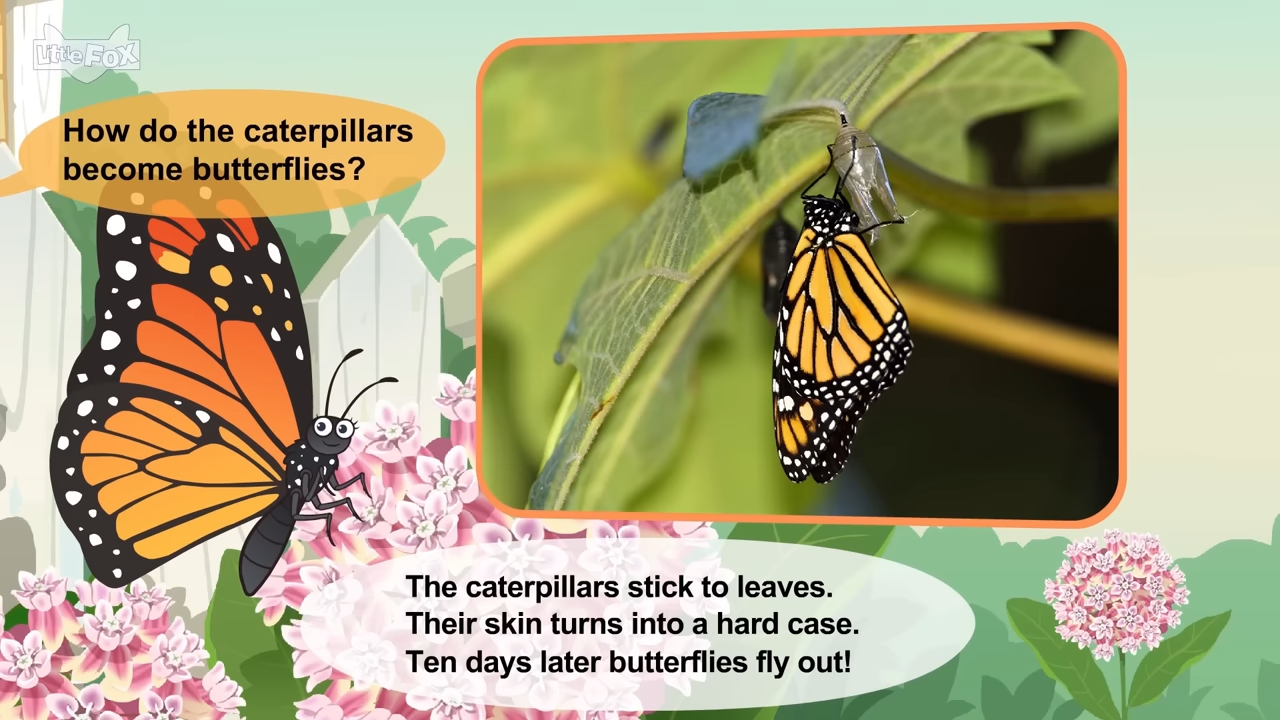 Little FOX
How do the caterpillars
become butterflies?
The caterpillars stick to leaves.
Their skin turns into a hard case.
Ten days later butterflies fly out!